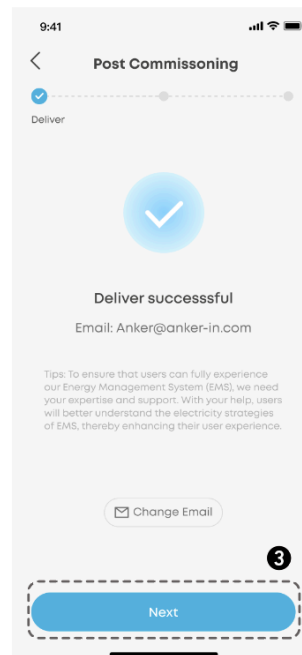 9:41
Post Commissoning
Deliver
Deliver successsful
Email: Anker@anker-in.com
Tips: To ensure that users can fully experience
our Energy Management System (EMS), we need
your expertise and support. With your help, users
will better understand the electricity strategies
of EMS, thereby enhancing their user experience.
Change Email
3
Next